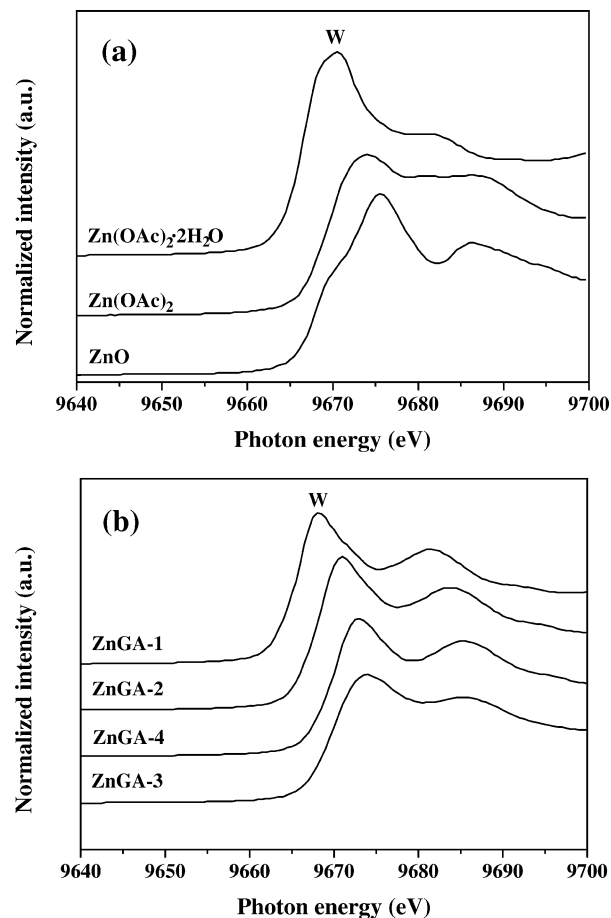 (a)
W
Normalized intensity (a.u.)
Zn(OAc)₂·2H₂O
Zn(OAc)₂
ZnO
9640 9650 9660 9670 9680 9690 9700
Photon energy (eV)
(b)
W
Normalized intensity (a.u.)
ZnGA-1
ZnGA-2
ZnGA-4
ZnGA-3
9640 9650 9660 9670 9680 9690 9700
Photon energy (eV)